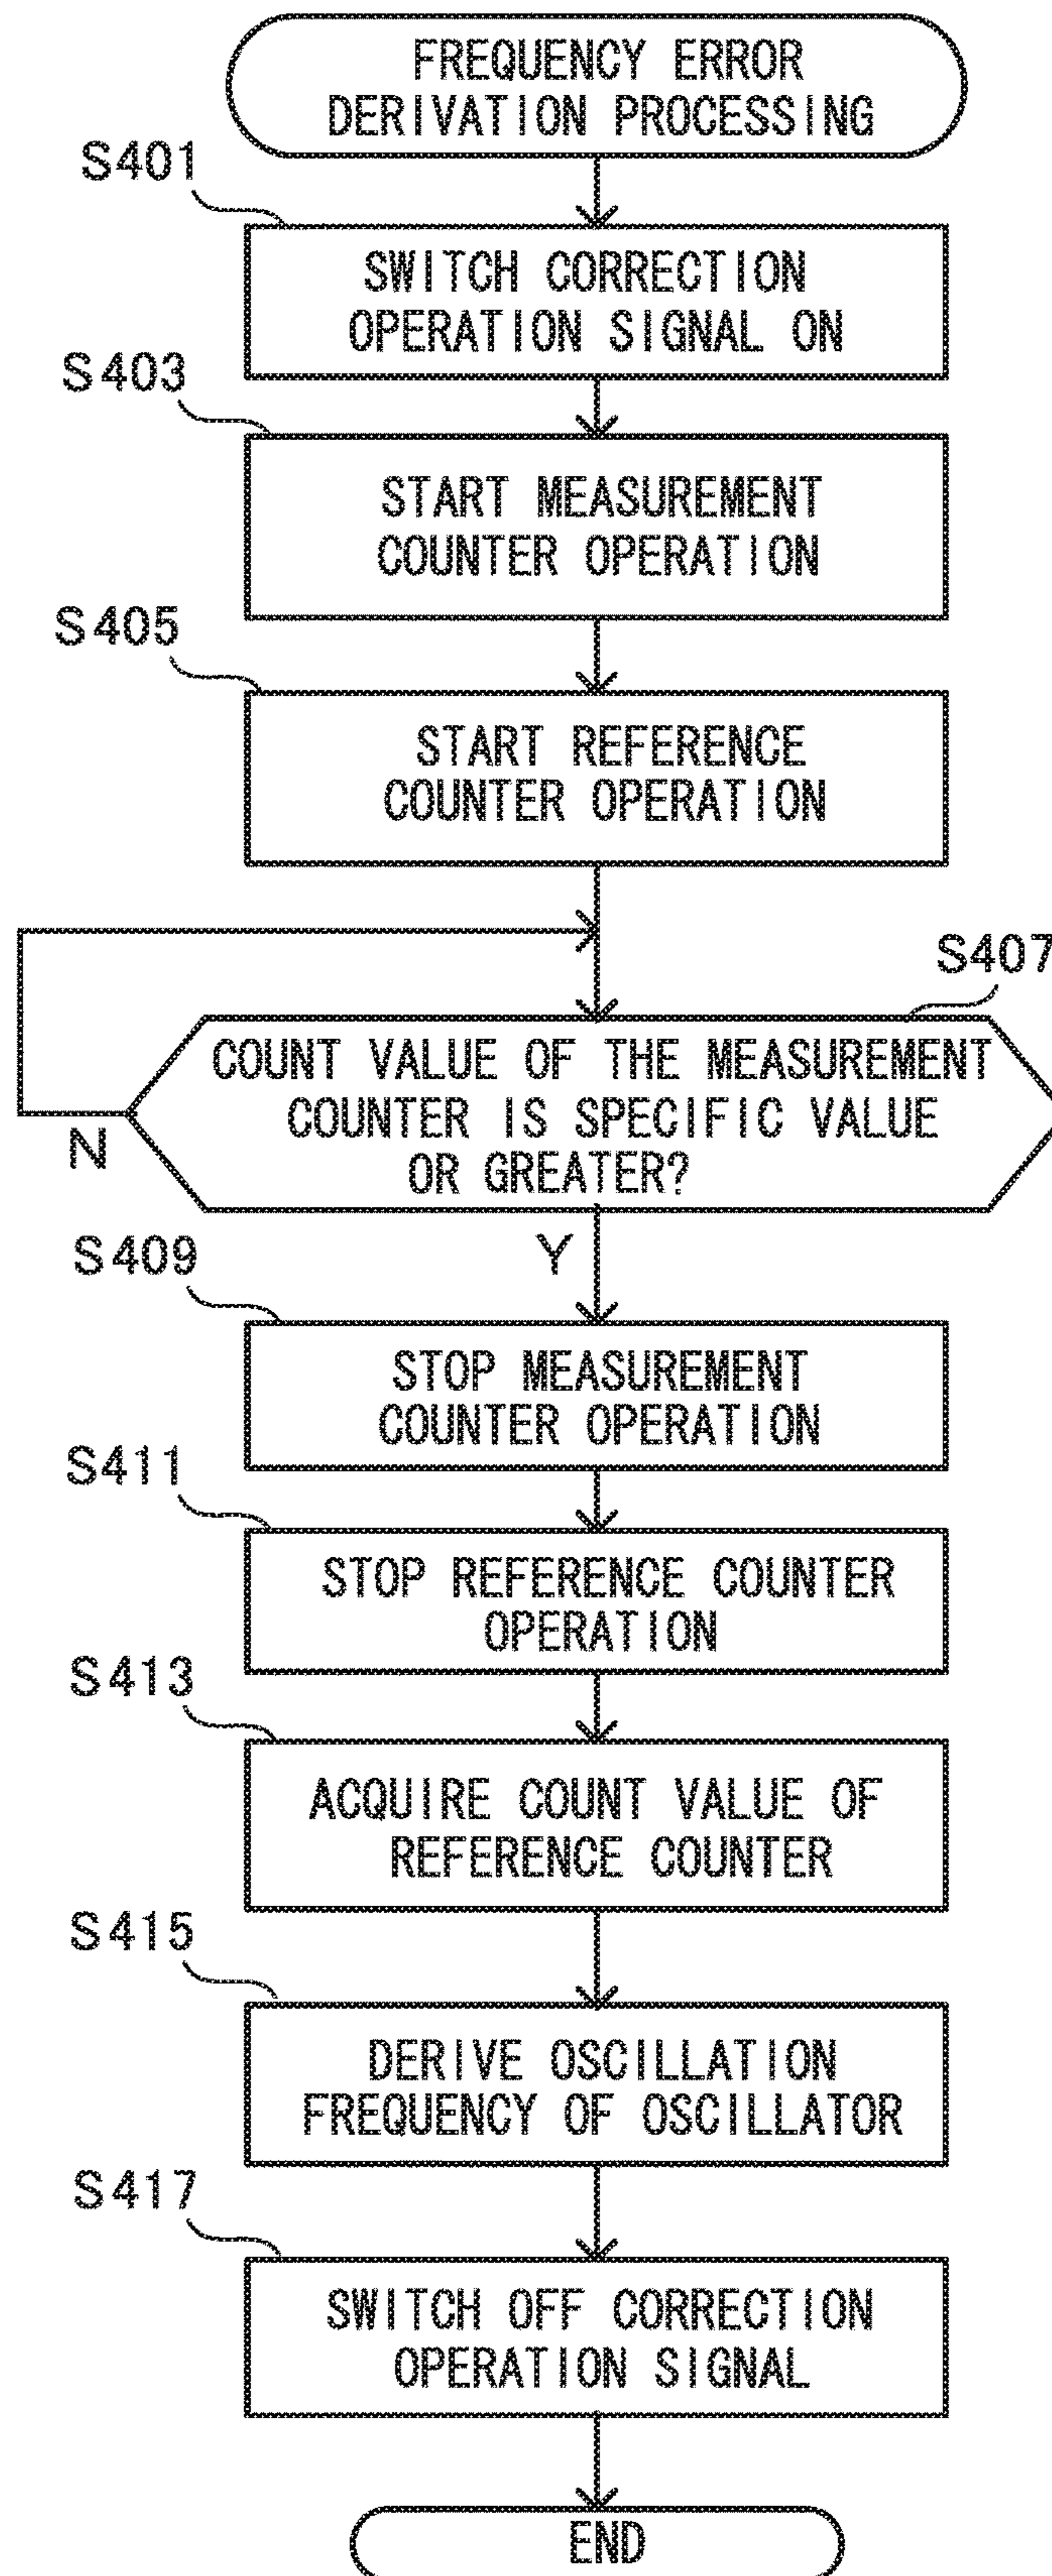 FREQUENCY ERROR
DERIVATION PROCESSING
S401
SWITCH CORRECTION
OPERATION SIGNAL ON
S403
START MEASUREMENT
COUNTER OPERATION
S405
START REFERENCE
COUNTER OPERATION
S407
COUNT VALUE OF THE MEASUREMENT
COUNTER IS SPECIFIC VALUE
OR GREATER?
N
Y
S409
STOP MEASUREMENT
COUNTER OPERATION
S411
STOP REFERENCE COUNTER
OPERATION
S413
ACQUIRE COUNT VALUE OF
REFERENCE COUNTER
S415
DERIVE OSCILLATION
FREQUENCY OF OSCILLATOR
S417
SWITCH OFF CORRECTION
OPERATION SIGNAL
END